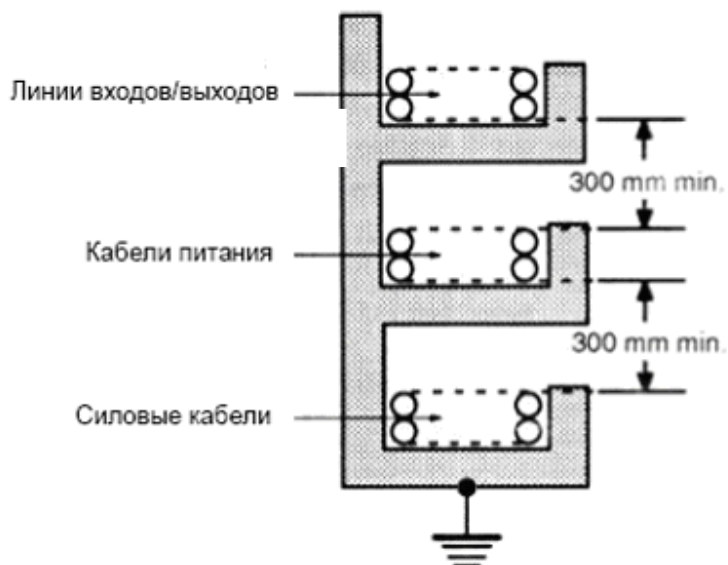 Линии входов/выходов
300 mm min.
Кабели питания
300 mm min.
Силовые кабели